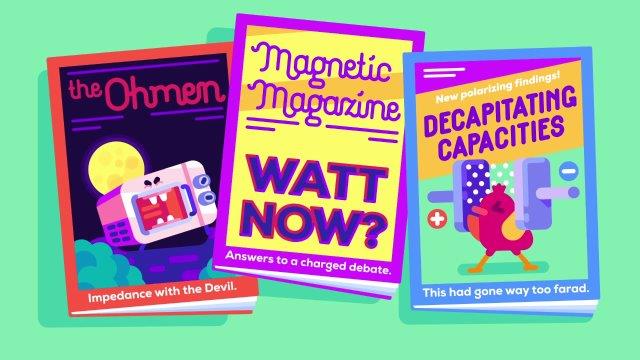 the Ohmen
Impedance with the Devil.
Magnetic
Magazine
WATT
NOW?
Answers to a charged debate.
New polarizing findings!
DECAPITATING
CAPACITIES
This had gone way too farad.